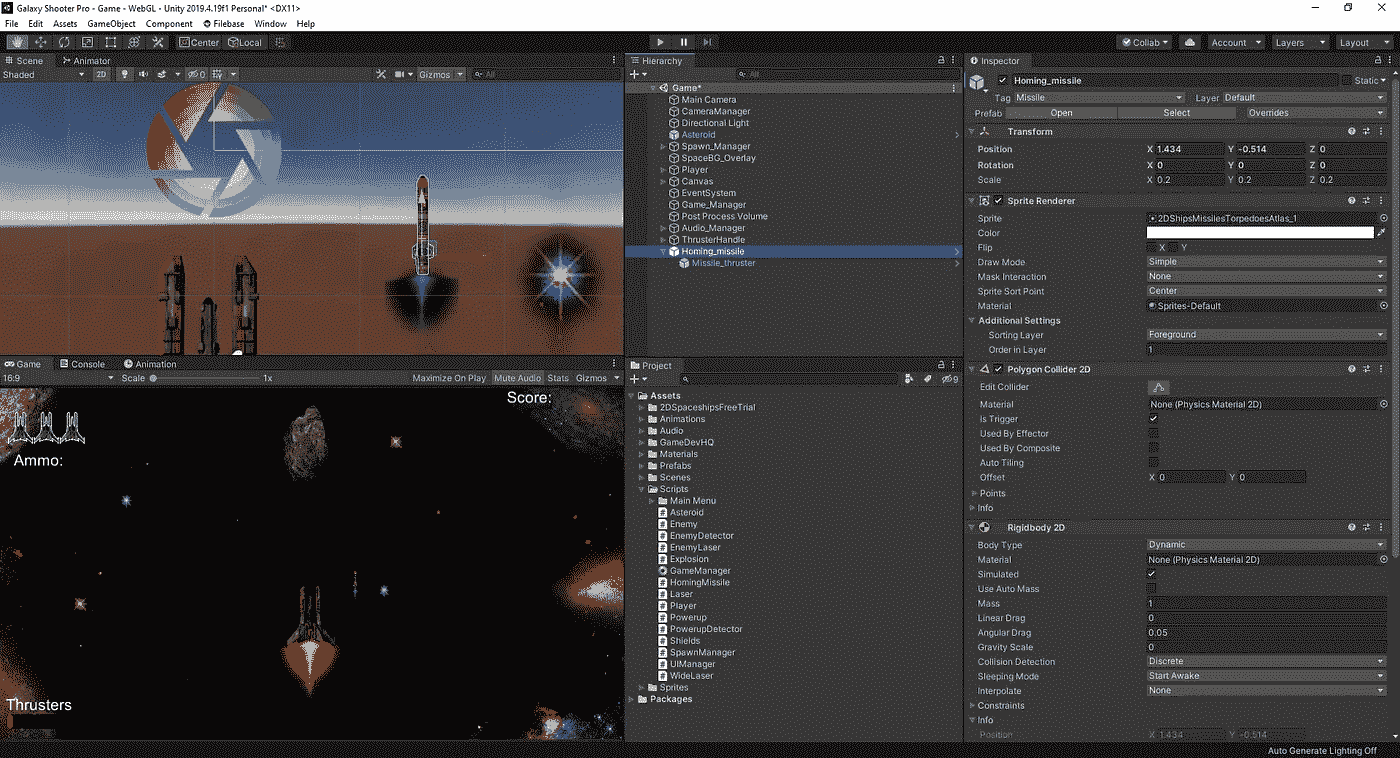 Galaxy Shooter Pro - Game - WebGL - Unity 2019.4.19f1 Personal* <DX11>
File Edit Assets GameObject Component Filebase Window Help
Center Local Collab Account Layers Layout
Scene Animator
Shaded 2D 0 Gizmos All
Game Console Animation
16:9 Scale 1x Maximize On Play Mute Audio Stats Gizmos
Score:
Ammo:
Thrusters
Hierarchy
All
Game*
Main Camera
CameraManager
Directional Light
Asteroid
Spawn_Manager
SpaceBG_Overlay
Player
Canvas
EventSystem
Game_Manager
Post Process Volume
Audio_Manager
ThrusterHandle
Homing_missile
Missile_thruster
Project
9
Assets
2DSpaceshipsFreeTrial
Animations
Audio
GameDevHQ
Materials
Prefabs
Scenes
Scripts
Main Menu
Asteroid
Enemy
EnemyDetector
EnemyLaser
Explosion
GameManager
HomingMissile
Laser
Player
Powerup
PowerupDetector
Shields
SpawnManager
UIManager
WideLaser
Sprites
Packages
Inspector
Homing_missile Static
Tag Missile Layer Default
Prefab Open Select Overrides
Transform
Position X 1.434 Y -0.514 Z 0
Rotation X 0 Y 0 Z 0
Scale X 0.2 Y 0.2 Z 0.2
Sprite Renderer
Sprite 2DShipsMissilesTorpedoesAtlas_1
Color
Flip X Y
Draw Mode Simple
Mask Interaction None
Sprite Sort Point Center
Material Sprites-Default
Additional Settings
Sorting Layer Foreground
Order in Layer 1
Polygon Collider 2D
Edit Collider
Material None (Physics Material 2D)
Is Trigger
Used By Effector
Used By Composite
Auto Tiling
Offset X 0 Y 0
Points
Info
Rigidbody 2D
Body Type Dynamic
Material None (Physics Material 2D)
Simulated
Use Auto Mass
Mass 1
Linear Drag 0
Angular Drag 0.05
Gravity Scale 0
Collision Detection Discrete
Sleeping Mode Start Awake
Interpolate None
Constraints
Info
Position X 1.434 Y -0.514
Auto Generate Lighting Off